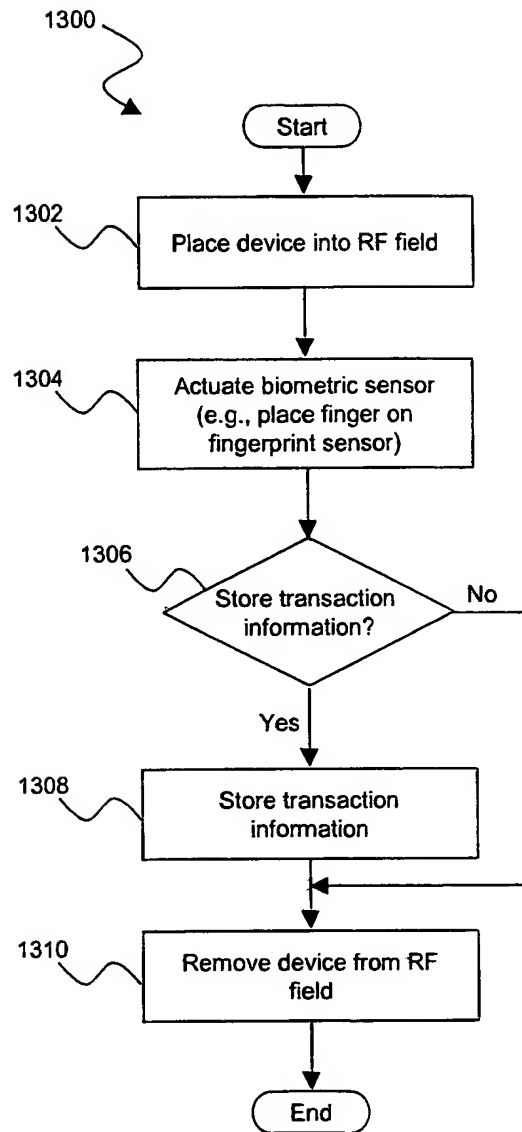 1300
Start
1302
Place device into RF field
1304
Actuate biometric sensor
(e.g., place finger on
fingerprint sensor)
1306
Store transaction
information?
No
Yes
1308
Store transaction
information
1310
Remove device from RF
field
End